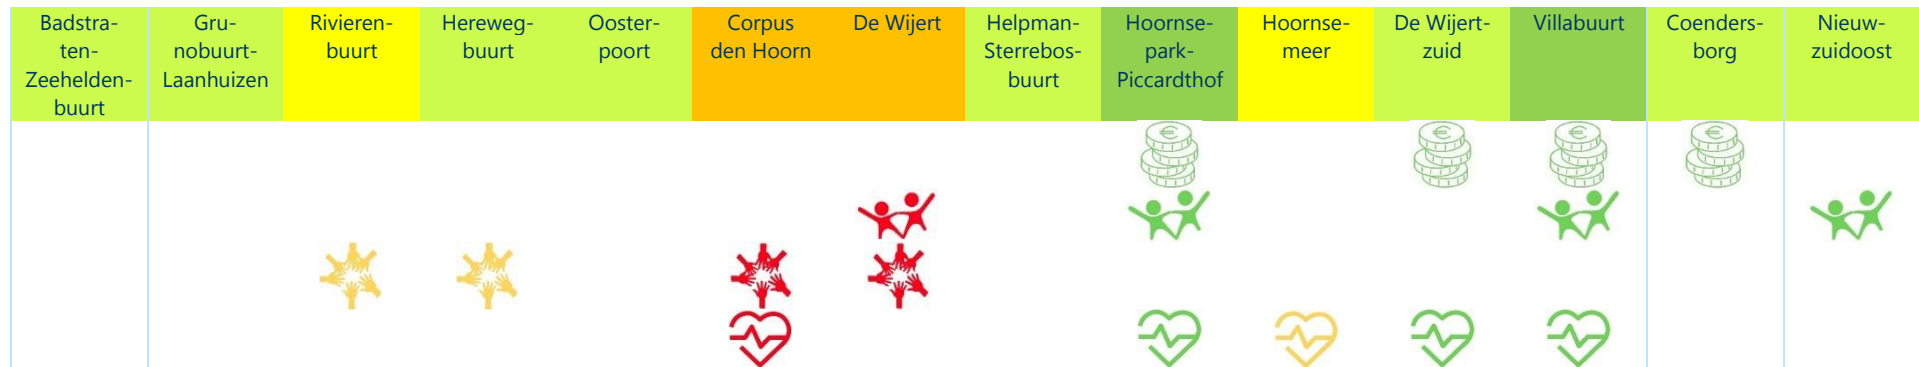 Badstra-
ten-
Zeehelden-
buurt
Gru-
nobuurt-
Laanhuizen
Rivieren-
buurt
Hereweg-
buurt
Ooster-
poort
Corpus
den Hoorn
De Wijert
Helpman-
Sterrebos-
buurt
Hoornse-
park-
Piccardthof
Hoornse-
meer
De Wijert-
zuid
Villabuurt
Coenders-
borg
Nieuw-
zuidoost
€
€
€
€